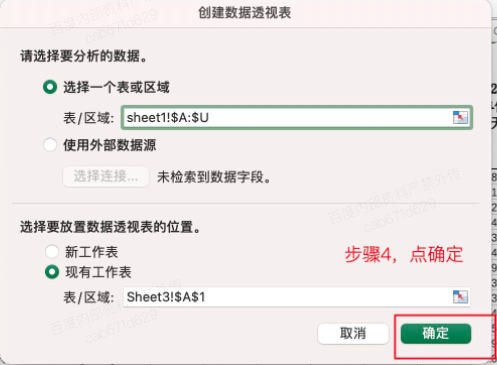 创建数据透视表
请选择要分析的数据。
选择一个表或区域
表/区域: sheet1!$A:$U
使用外部数据源
选择连接... 未检索到数据字段。
选择要放置数据透视表的位置。
新工作表
步骤4，点确定
现有工作表
表/区域: Sheet3!$A$1
取消 确定